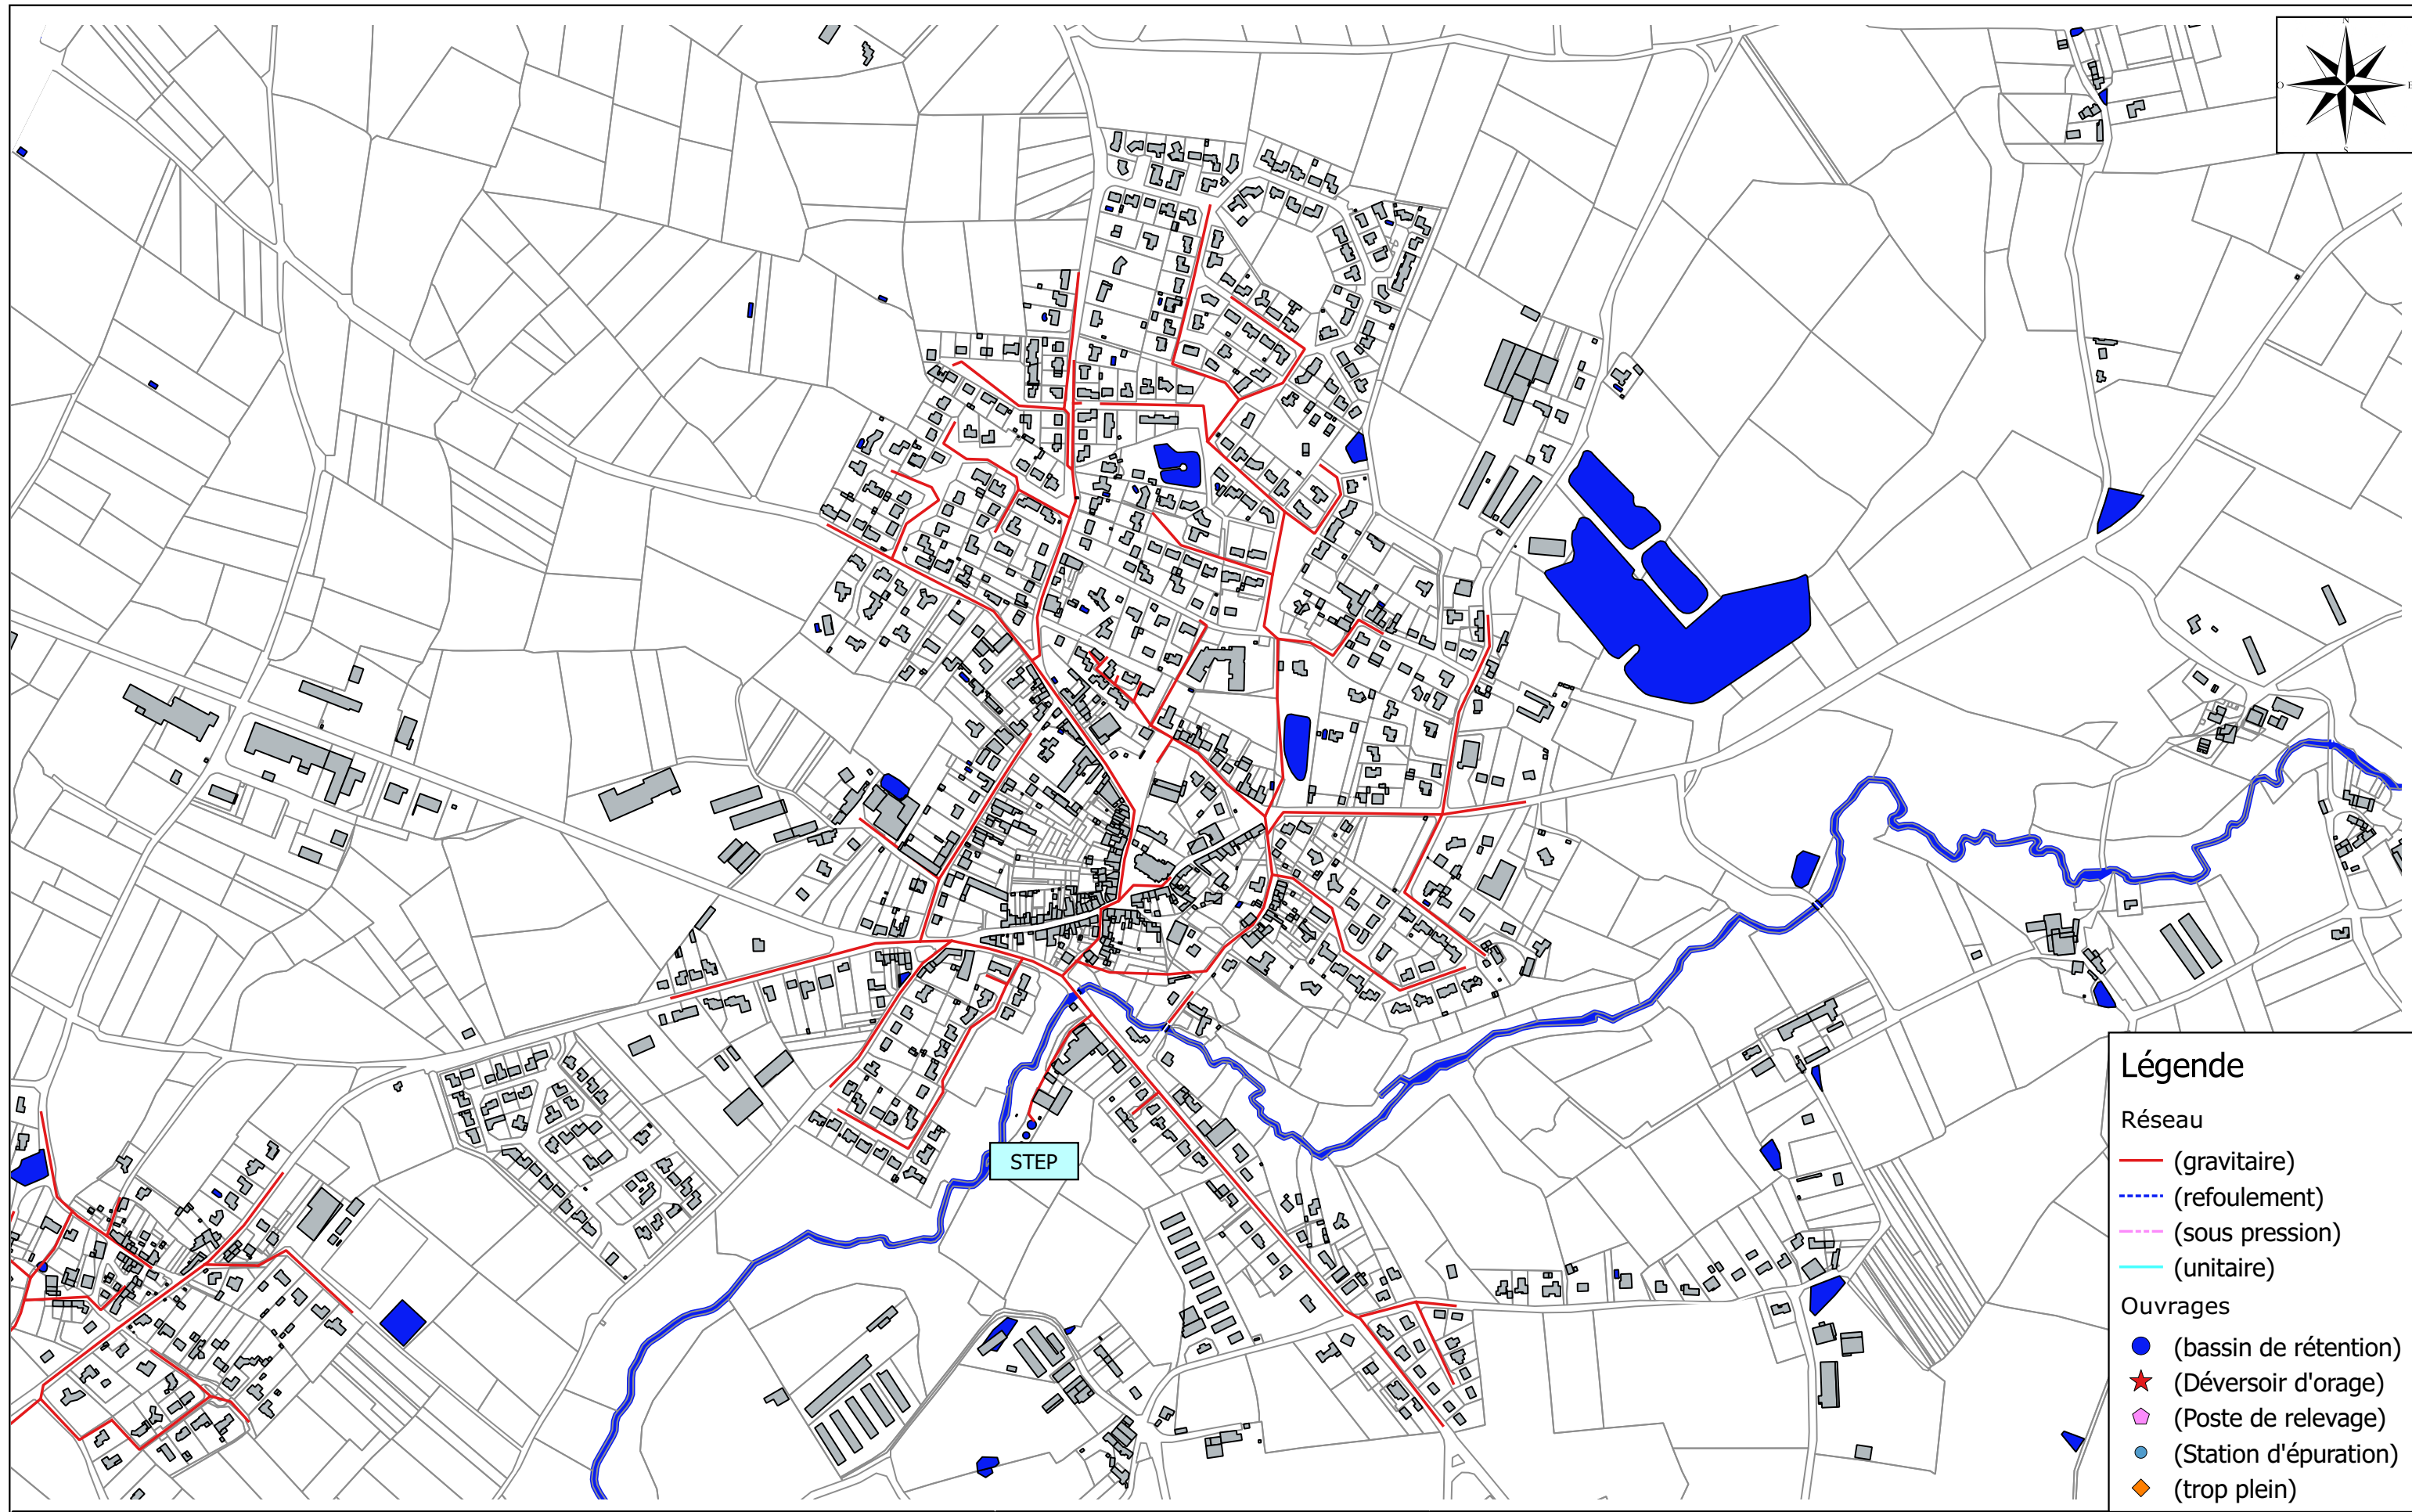 N
O
E
S
STEP
Légende
Réseau
(gravitaire)
(refoulement)
(sous pression)
(unitaire)
Ouvrages
(bassin de rétention)
(Déversoir d'orage)
(Poste de relevage)
(Station d'épuration)
(trop plein)